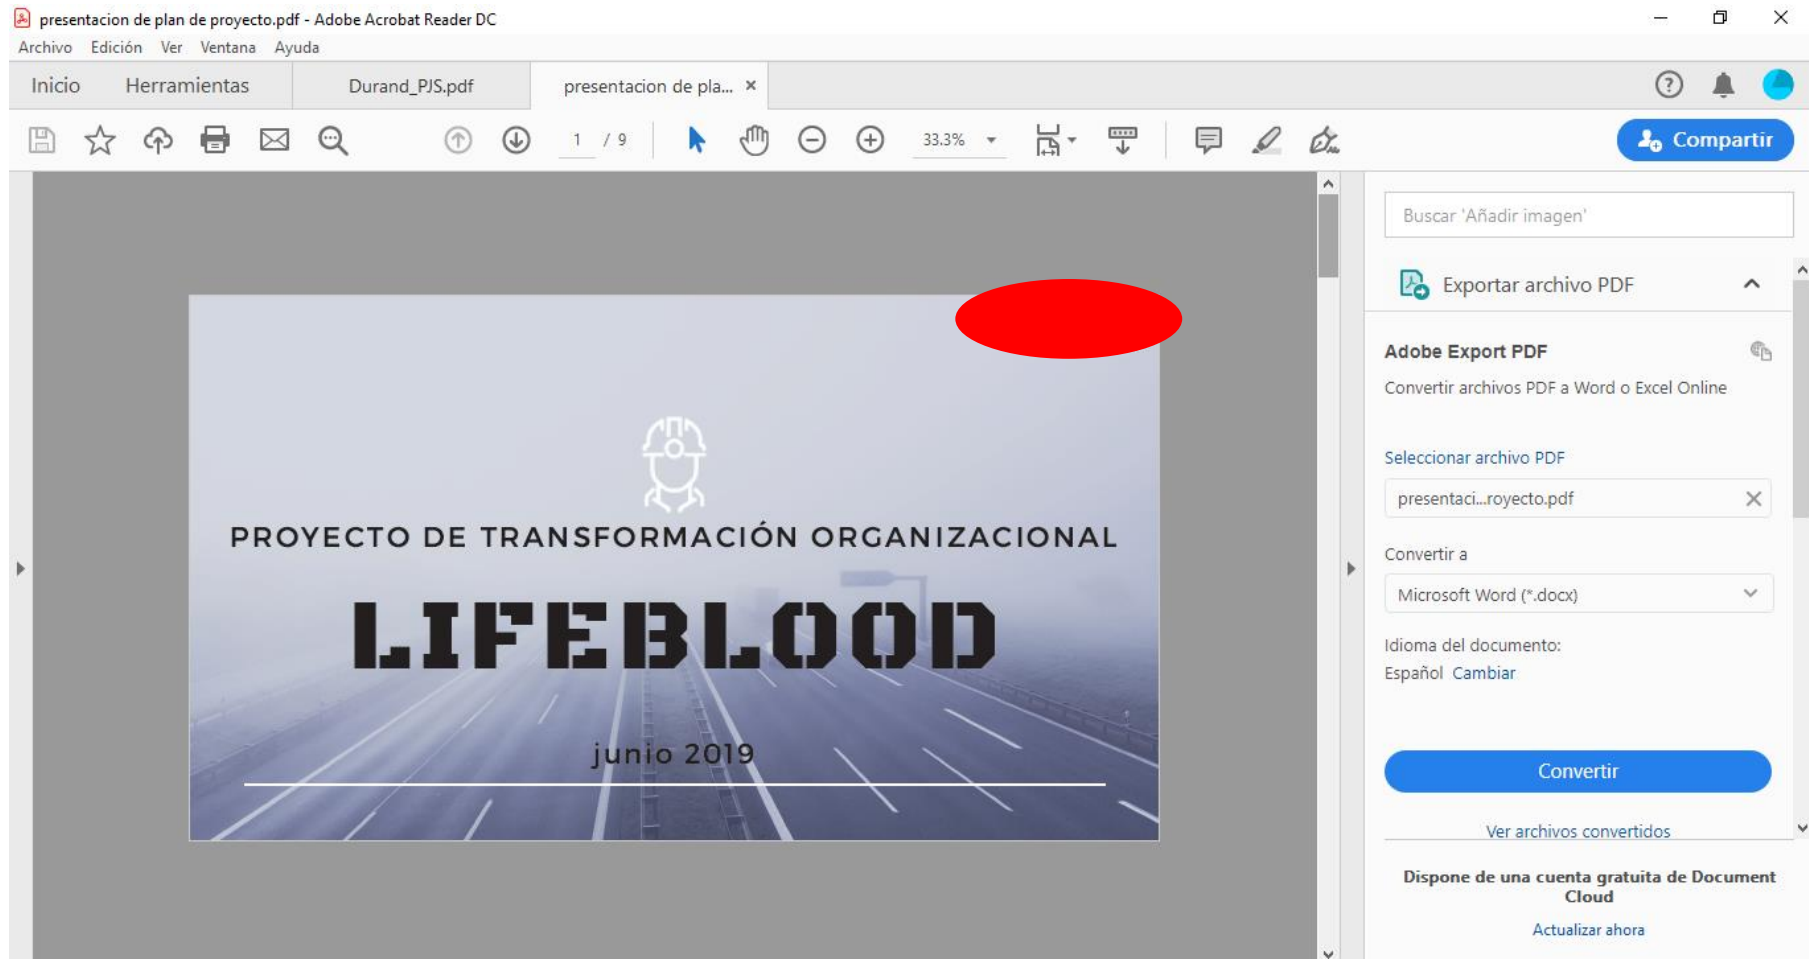 presentacion de plan de proyecto.pdf - Adobe Acrobat Reader DC
Archivo Edición Ver Ventana Ayuda
Inicio Herramientas Durand_PJS.pdf presentacion de pla... ×
1 / 9 33.3% Compartir
Buscar 'Añadir imagen'
Exportar archivo PDF
Adobe Export PDF
Convertir archivos PDF a Word o Excel Online
Seleccionar archivo PDF
presentaci...royecto.pdf
Convertir a
Microsoft Word (*.docx)
Idioma del documento:
Español Cambiar
Convertir
Ver archivos convertidos
Dispone de una cuenta gratuita de Document
Cloud
Actualizar ahora
PROYECTO DE TRANSFORMACIÓN ORGANIZACIONAL
LIFEBLOOD
junio 2019